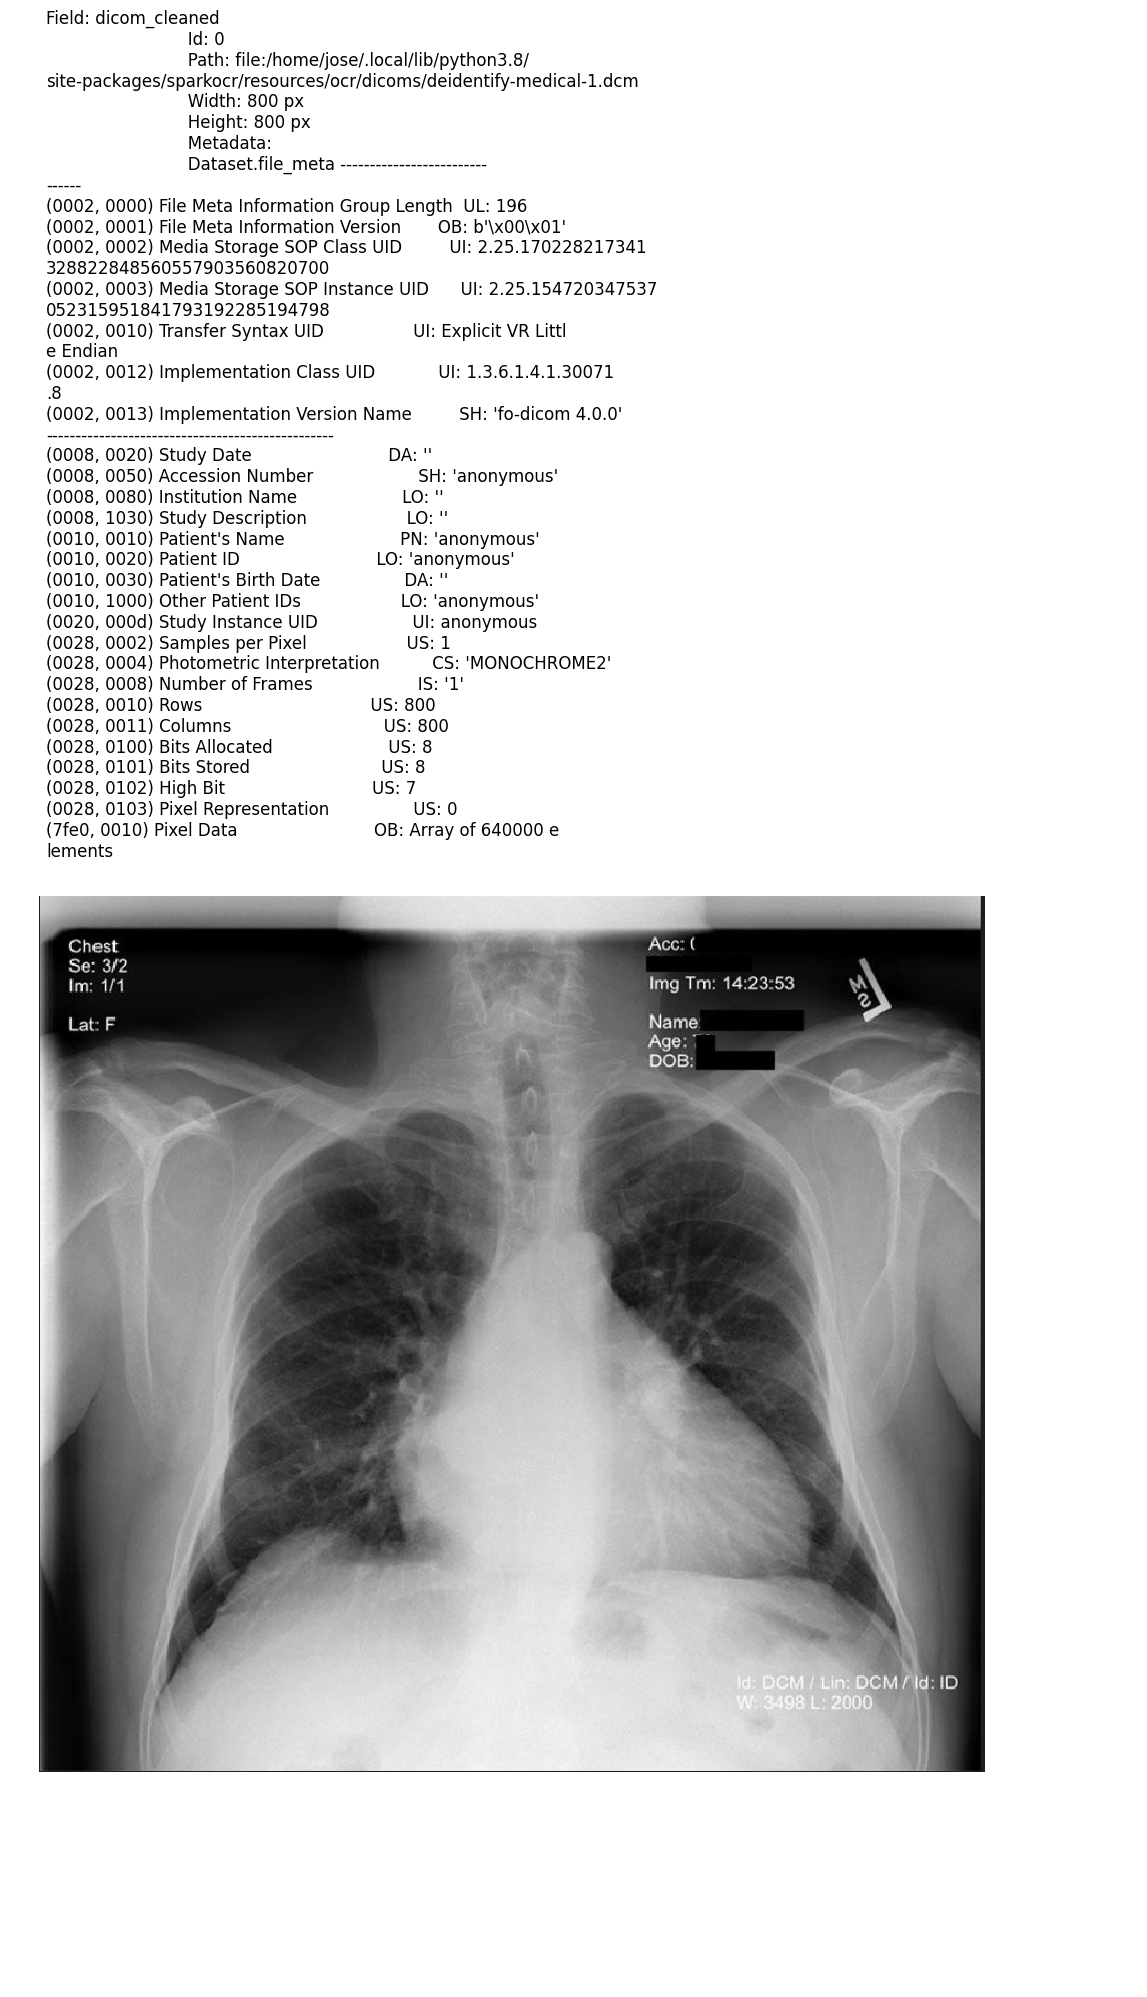 Field: dicom_cleaned
Id: 0
Path: file:/home/jose/.local/lib/python3.8/
site-packages/sparkocr/resources/ocr/dicoms/deidentify-medical-1.dcm
Width: 800 px
Height: 800 px
Metadata:
Dataset.file_meta -------------------------
------
(0002, 0000) File Meta Information Group Length  UL: 196
(0002, 0001) File Meta Information Version       OB: b'\x00\x01'
(0002, 0002) Media Storage SOP Class UID         UI: 2.25.170228217341
328822848560557903560820700
(0002, 0003) Media Storage SOP Instance UID      UI: 2.25.154720347537
052315951841793192285194798
(0002, 0010) Transfer Syntax UID                 UI: Explicit VR Littl
e Endian
(0002, 0012) Implementation Class UID            UI: 1.3.6.1.4.1.30071
.8
(0002, 0013) Implementation Version Name         SH: 'fo-dicom 4.0.0'
-------------------------------------------------
(0008, 0020) Study Date                          DA: ''
(0008, 0050) Accession Number                    SH: 'anonymous'
(0008, 0080) Institution Name                    LO: ''
(0008, 1030) Study Description                   LO: ''
(0010, 0010) Patient's Name                      PN: 'anonymous'
(0010, 0020) Patient ID                          LO: 'anonymous'
(0010, 0030) Patient's Birth Date                DA: ''
(0010, 1000) Other Patient IDs                   LO: 'anonymous'
(0020, 000d) Study Instance UID                  UI: anonymous
(0028, 0002) Samples per Pixel                   US: 1
(0028, 0004) Photometric Interpretation          CS: 'MONOCHROME2'
(0028, 0008) Number of Frames                    IS: '1'
(0028, 0010) Rows                                US: 800
(0028, 0011) Columns                             US: 800
(0028, 0100) Bits Allocated                      US: 8
(0028, 0101) Bits Stored                         US: 8
(0028, 0102) High Bit                            US: 7
(0028, 0103) Pixel Representation                US: 0
(7fe0, 0010) Pixel Data                          OB: Array of 640000 e
lements
Chest
Se: 3/2
Im: 1/1
Lat: F
Acc:
Img Tm: 14:23:53
Name
Age:
DOB:
M
S
Id: DCM / Lin: DCM / Id: ID
W: 3498 L: 2000